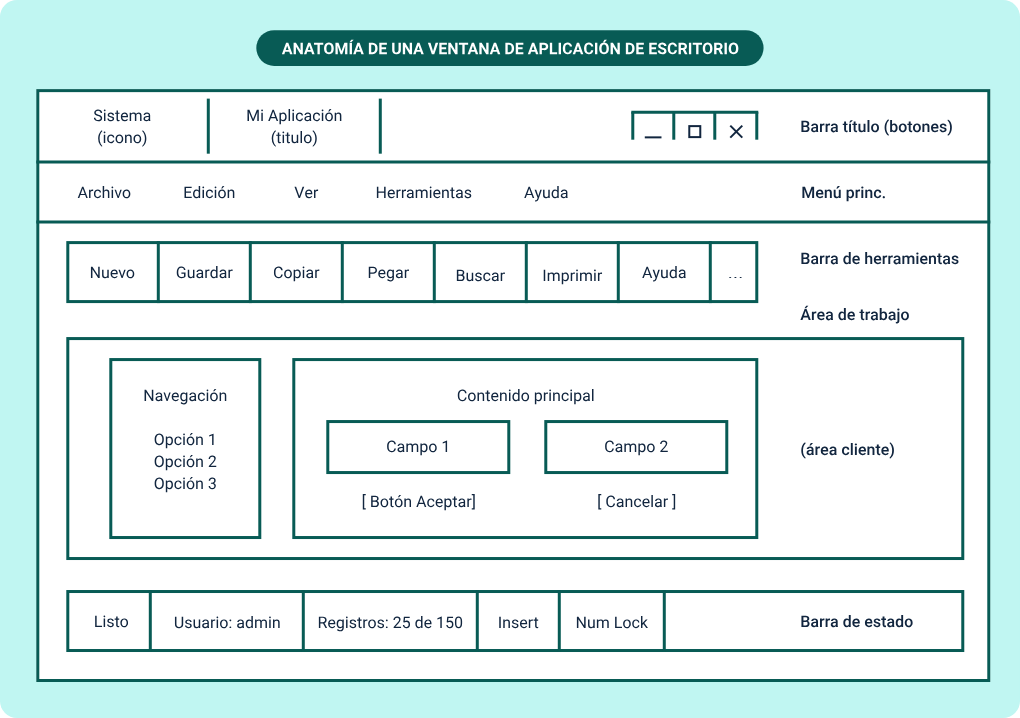 ANATOMÍA DE UNA VENTANA DE APLICACIÓN DE ESCRITORIO
Sistema
(icono)
Mi Aplicación
(titulo)
Barra título (botones)
Archivo
Edición
Ver
Herramientas
Ayuda
Menú princ.
Nuevo
Guardar
Copiar
Pegar
Buscar
Imprimir
Ayuda
...
Barra de herramientas
Área de trabajo
Navegación
Opción 1
Opción 2
Opción 3
Contenido principal
Campo 1
Campo 2
[ Botón Aceptar]
[ Cancelar ]
(área cliente)
Listo
Usuario: admin
Registros: 25 de 150
Insert
Num Lock
Barra de estado